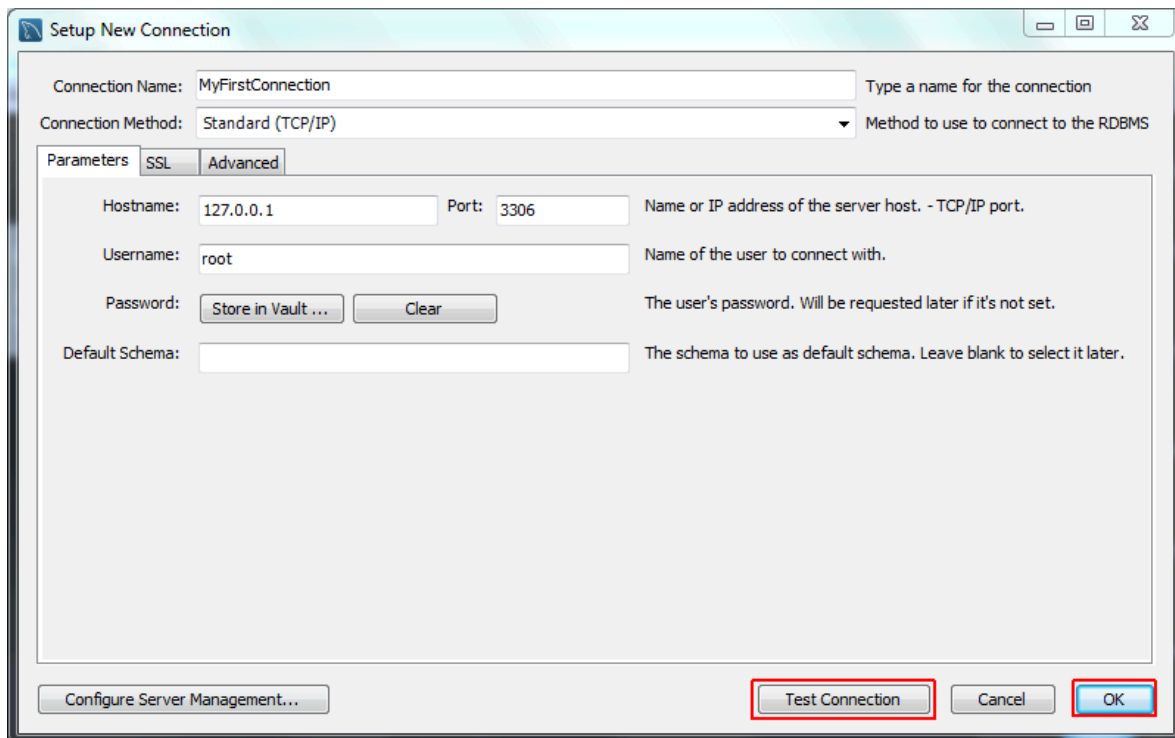 Setup New Connection
Connection Name: MyFirstConnection Type a name for the connection
Connection Method: Standard (TCP/IP) Method to use to connect to the RDBMS
Parameters SSL Advanced
Hostname: 127.0.0.1 Port: 3306 Name or IP address of the server host. - TCP/IP port.
Username: root Name of the user to connect with.
Password: Store in Vault ... Clear The user's password. Will be requested later if it's not set.
Default Schema: The schema to use as default schema. Leave blank to select it later.
Configure Server Management... Test Connection Cancel OK